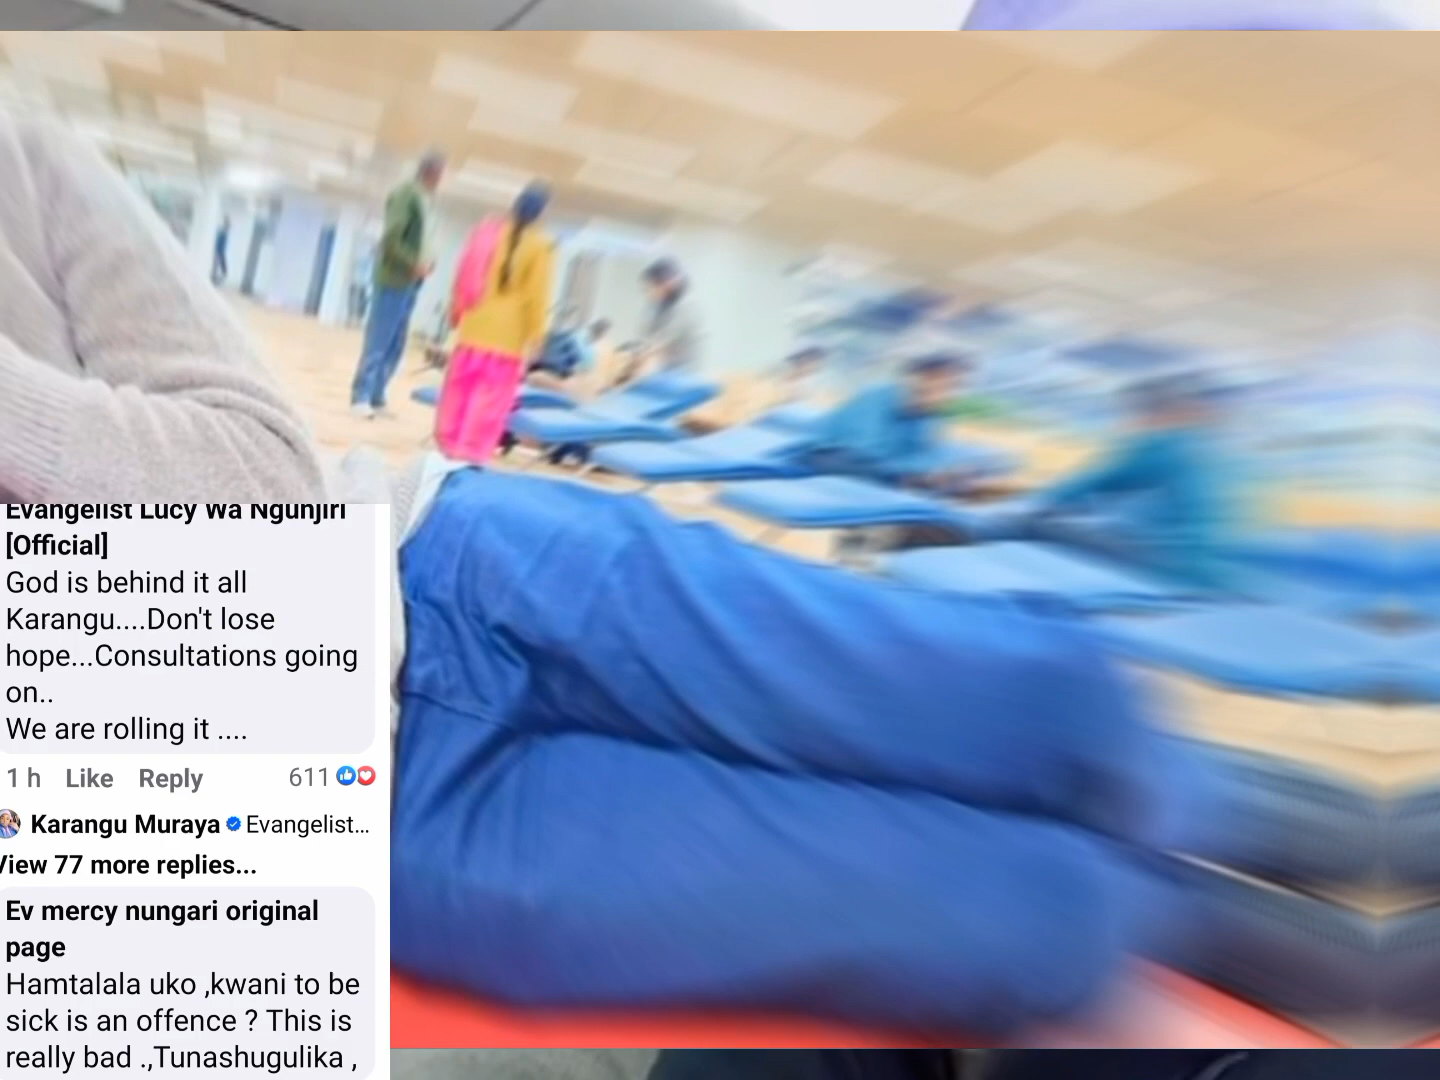 Evangelist Lucy Wa Ngunjiri
[Official]
God is behind it all
Karangu....Don't lose
hope...Consultations going
on..
We are rolling it ....
1 h Like Reply 611
Karangu Muraya Evangelist...
View 77 more replies...
Ev mercy nungari original
page
Hamtalala uko ,kwani to be
sick is an offence ? This is
really bad .,Tunashugulika ,